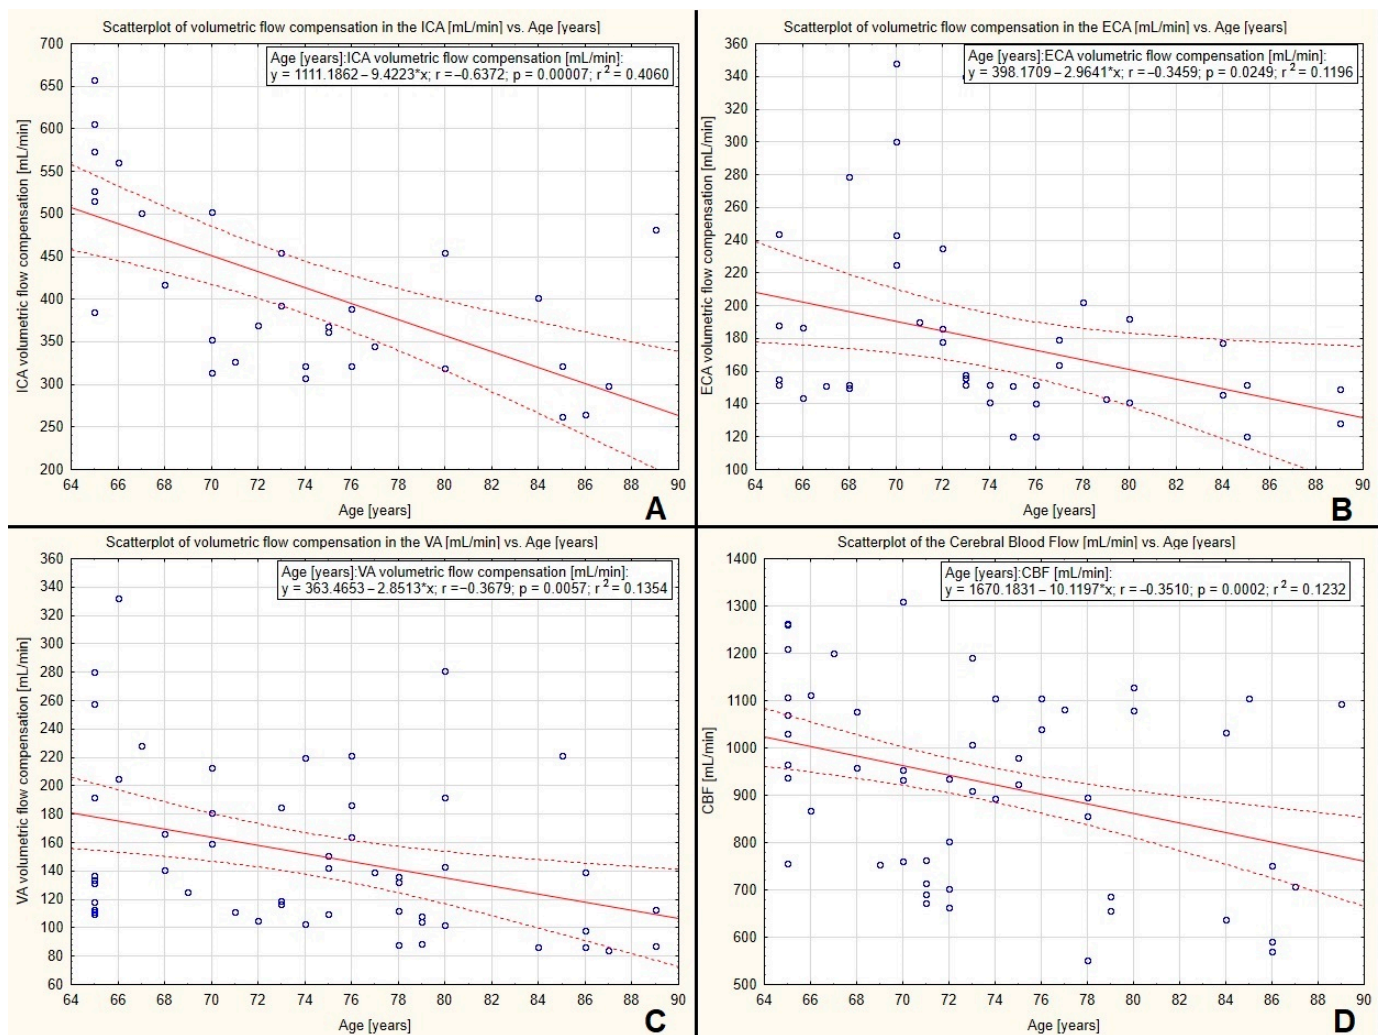 Scatterplot of volumetric flow compensation in the ICA [mL/min] vs. Age [years]
Age [years]:ICA volumetric flow compensation [mL/min]:
y = 1111.1862 – 9.4223*x; r = –0.6372; p = 0.00007; r² = 0.4060
ICA volumetric flow compensation [mL/min]
700
650
600
550
500
450
400
350
300
250
200
64 66 68 70 72 74 76 78 80 82 84 86 88 90
Age [years]
A
Scatterplot of volumetric flow compensation in the ECA [mL/min] vs. Age [years]
Age [years]:ECA volumetric flow compensation [mL/min]:
y = 398.1709 – 2.9641*x; r = –0.3459; p = 0.0249; r² = 0.1196
ECA volumetric flow compensation [mL/min]
360
340
320
300
280
260
240
220
200
180
160
140
120
100
64 66 68 70 72 74 76 78 80 82 84 86 88 90
Age [years]
B
Scatterplot of volumetric flow compensation in the VA [mL/min] vs. Age [years]
Age [years]:VA volumetric flow compensation [mL/min]:
y = 363.4653 – 2.8513*x; r = –0.3679; p = 0.0057; r² = 0.1354
VA volumetric flow compensation [mL/min]
360
340
320
300
280
260
240
220
200
180
160
140
120
100
80
60
64 66 68 70 72 74 76 78 80 82 84 86 88 90
Age [years]
C
Scatterplot of the Cerebral Blood Flow [mL/min] vs. Age [years]
Age [years]:CBF [mL/min]:
y = 1670.1831 – 10.1197*x; r = –0.3510; p = 0.0002; r² = 0.1232
CBF [mL/min]
1400
1300
1200
1100
1000
900
800
700
600
500
64 66 68 70 72 74 76 78 80 82 84 86 88 90
Age [years]
D